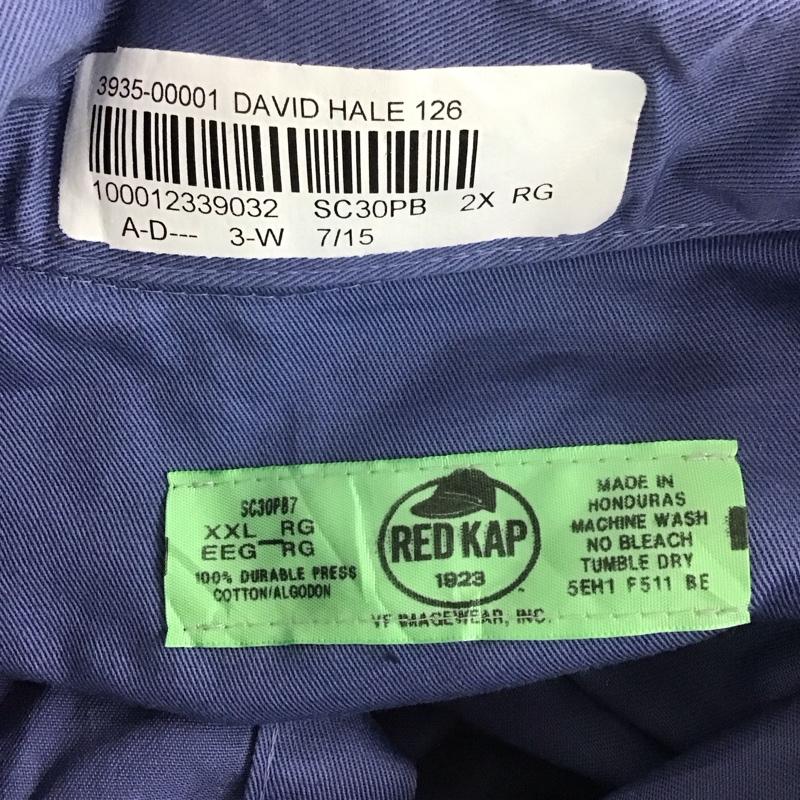 3935-00001 DAVID HALE 126
100012339032 SC30PB 2X RG
A-D--- 3-W 7/15
SC30PB7
XXL RG
EEG RG
100% DURABLE PRESS
COTTON/ALGODON
RED KAP
1923
VF IMAGEWEAR, INC.
MADE IN
HONDURAS
MACHINE WASH
NO BLEACH
TUMBLE DRY
5EH1 F511 BE